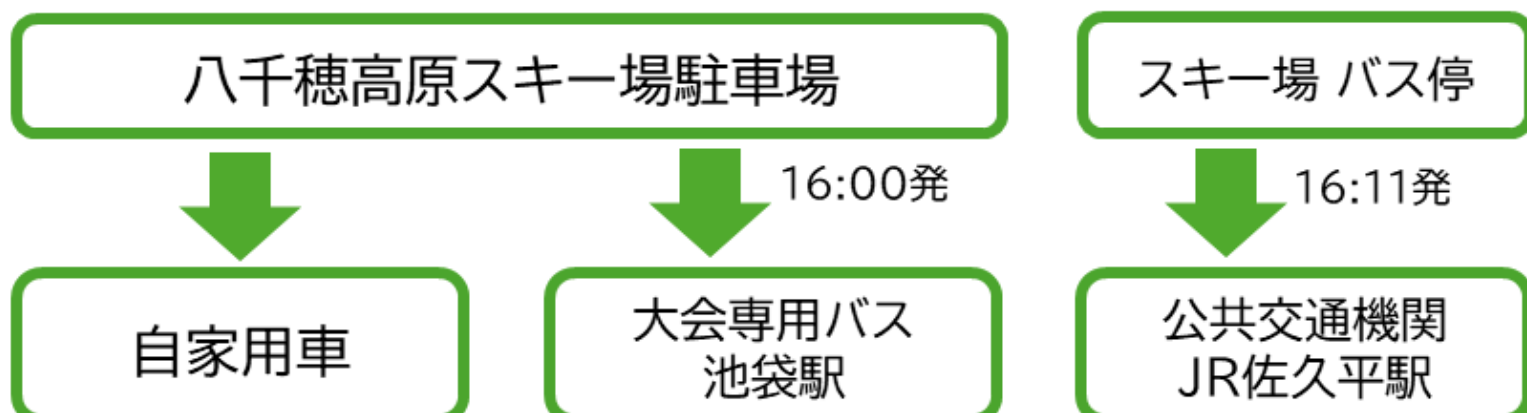 八千穂高原スキー場駐車場
スキー場 バス停
16:00発
16:11発
自家用車
大会専用バス
池袋駅
公共交通機関
JR佐久平駅